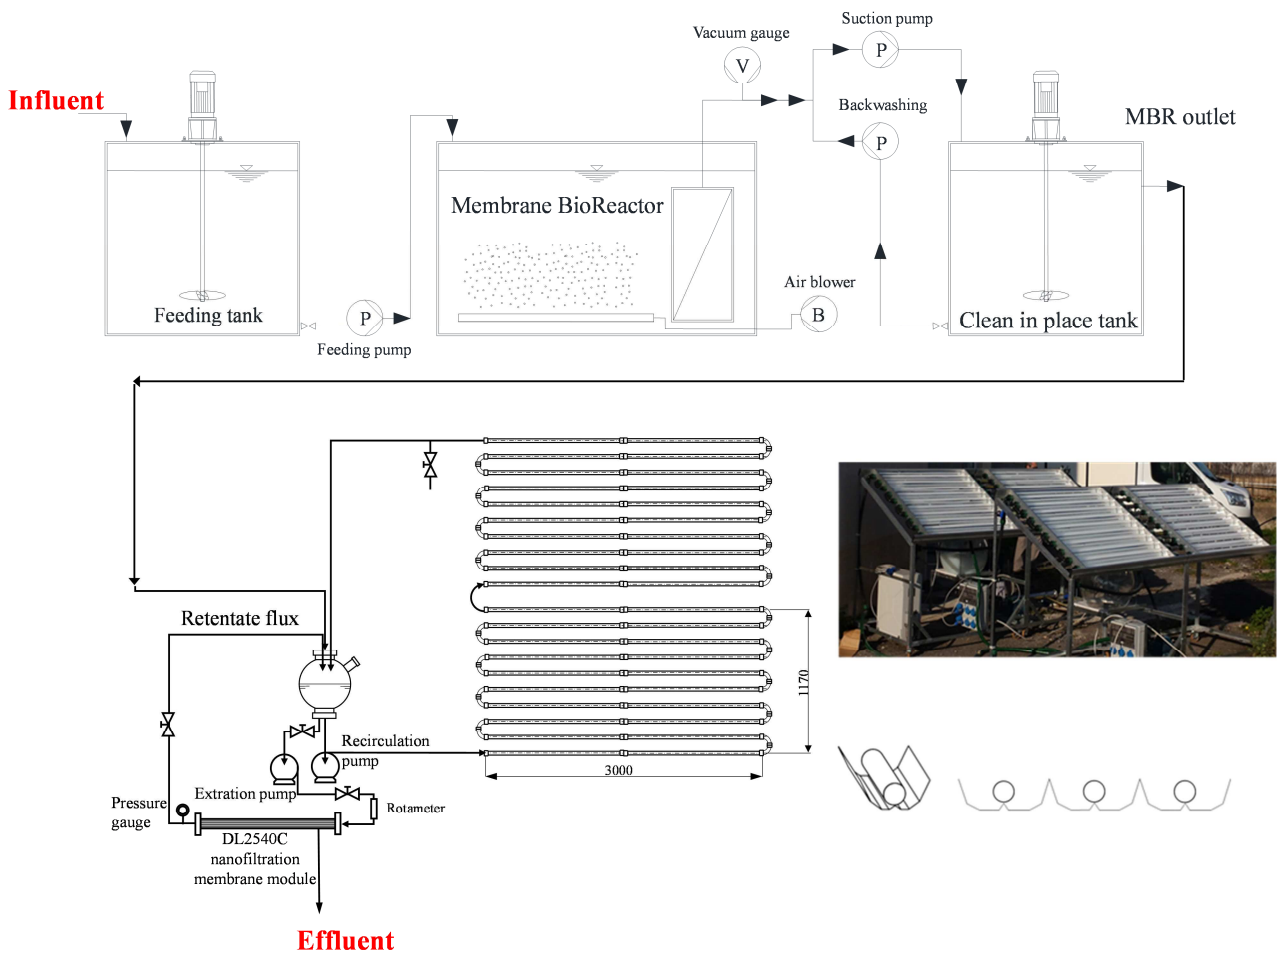 Suction pump
Vacuum gauge
V
P
Influent
Backwashing
MBR outlet
P
Membrane BioReactor
Air blower
Feeding tank
P
B
Clean in place tank
Feeding pump
Retentate flux
1170
Recirculation
pump
3000
Extration pump
Pressure
gauge
Rotameter
DL2540C
nanofiltration
membrane module
Effluent